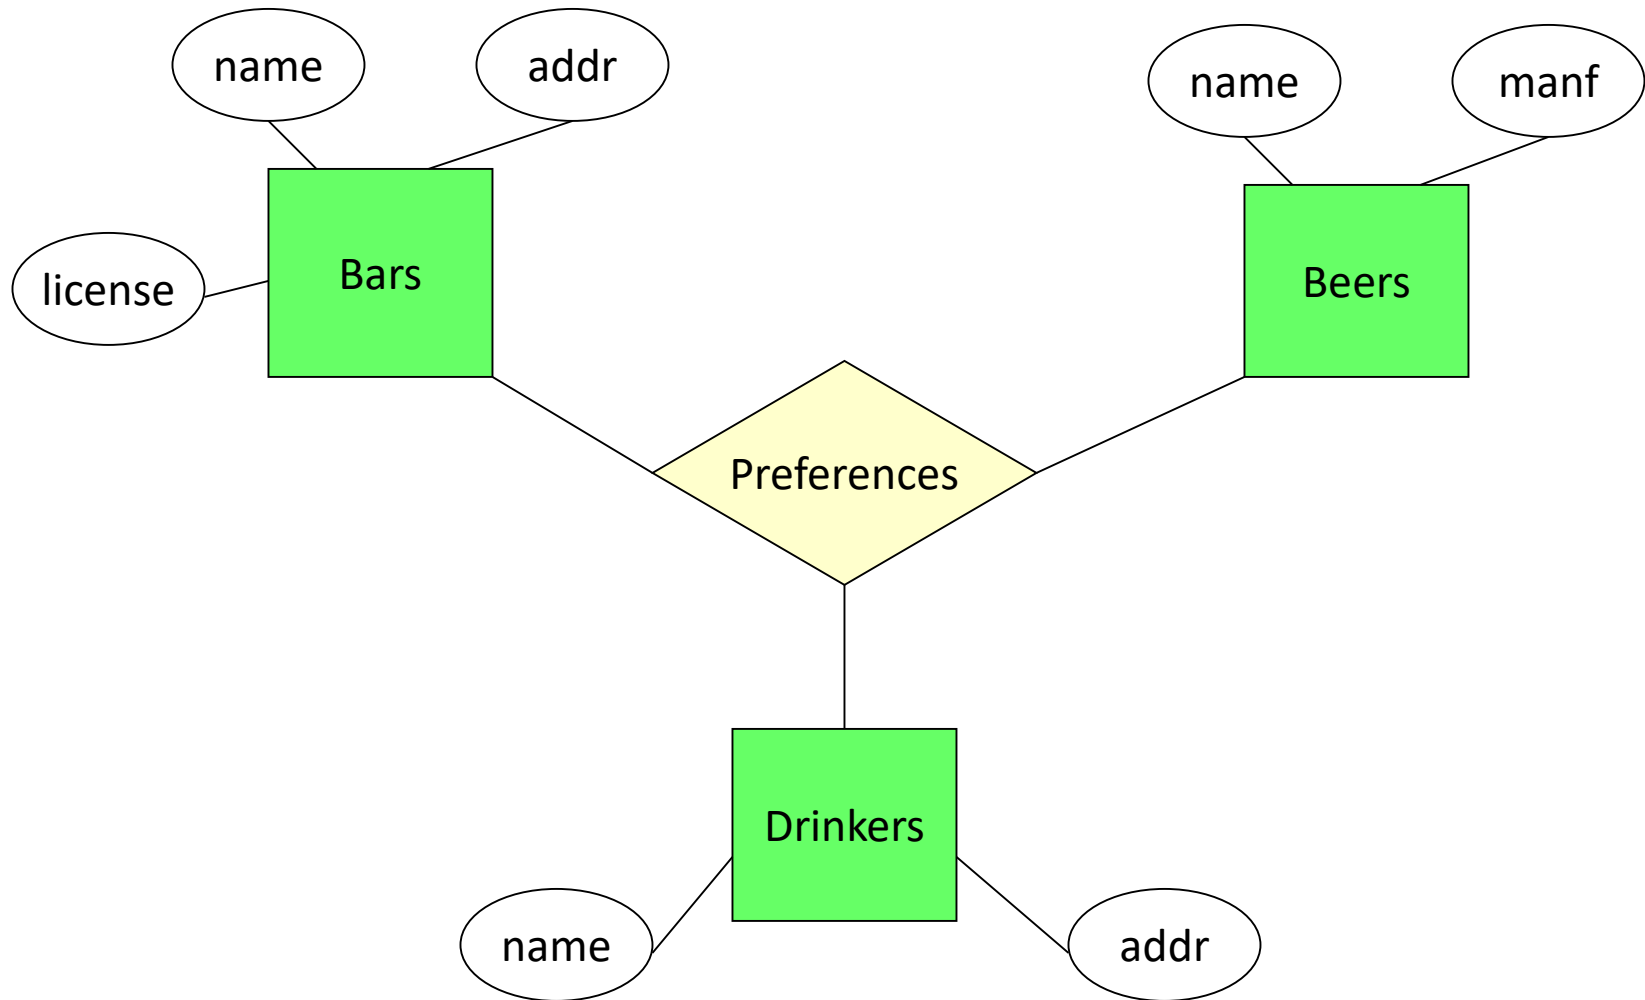 name
addr
name
manf
license
Bars
Beers
Preferences
Drinkers
name
addr